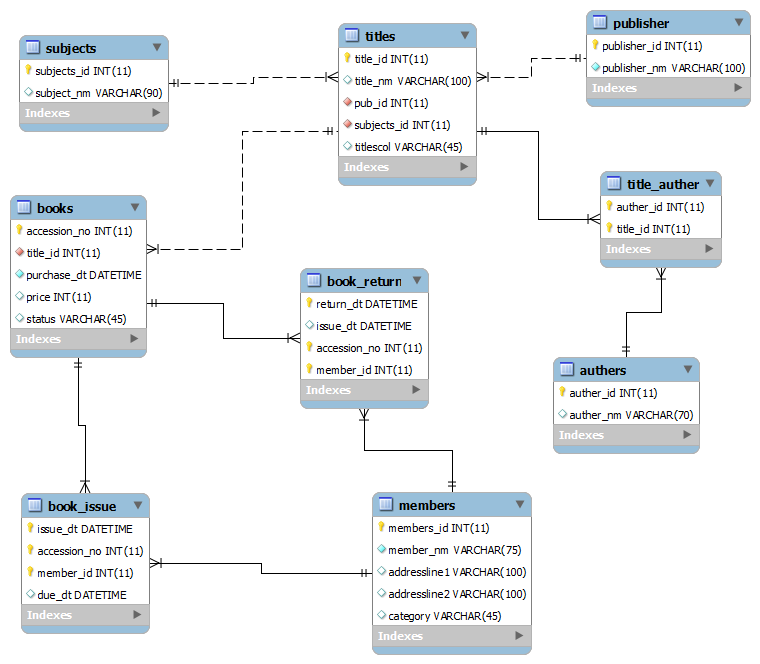 subjects
subjects_id INT(11)
subject_nm VARCHAR(90)
Indexes
titles
title_id INT(11)
title_nm VARCHAR(100)
pub_id INT(11)
subjects_id INT(11)
titlescol VARCHAR(45)
Indexes
publisher
publisher_id INT(11)
publisher_nm VARCHAR(100)
Indexes
title_auther
auther_id INT(11)
title_id INT(11)
Indexes
books
accession_no INT(11)
title_id INT(11)
purchase_dt DATETIME
price INT(11)
status VARCHAR(45)
Indexes
book_return
return_dt DATETIME
issue_dt DATETIME
accession_no INT(11)
member_id INT(11)
Indexes
authers
auther_id INT(11)
auther_nm VARCHAR(70)
Indexes
book_issue
issue_dt DATETIME
accession_no INT(11)
member_id INT(11)
due_dt DATETIME
Indexes
members
members_id INT(11)
member_nm VARCHAR(75)
addressline1 VARCHAR(100)
addressline2 VARCHAR(100)
category VARCHAR(45)
Indexes